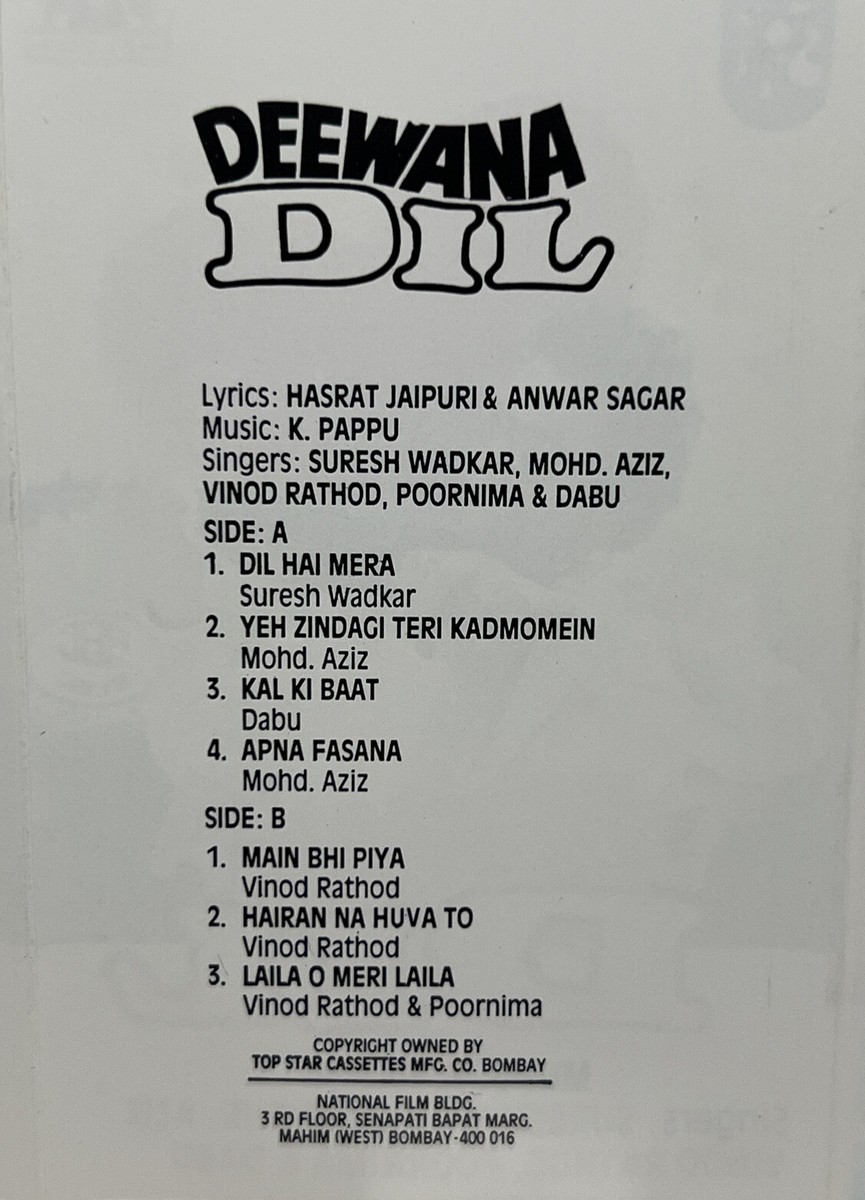 DEEWANA
DIL
Lyrics: HASRAT JAIPURI & ANWAR SAGAR
Music: K. PAPPU
Singers: SURESH WADKAR, MOHD. AZIZ,
VINOD RATHOD, POORNIMA & DABU
SIDE: A
1. DIL HAI MERA
Suresh Wadkar
2. YEH ZINDAGI TERI KADMOMEIN
Mohd. Aziz
3. KAL KI BAAT
Dabu
4. APNA FASANA
Mohd. Aziz
SIDE: B
1. MAIN BHI PIYA
Vinod Rathod
2. HAIRAN NA HUVA TO
Vinod Rathod
3. LAILA O MERI LAILA
Vinod Rathod & Poornima
COPYRIGHT OWNED BY
TOP STAR CASSETTES MFG. CO. BOMBAY
NATIONAL FILM BLDG.
3 RD FLOOR, SENAPATI BAPAT MARG.
MAHIM (WEST) BOMBAY-400 016